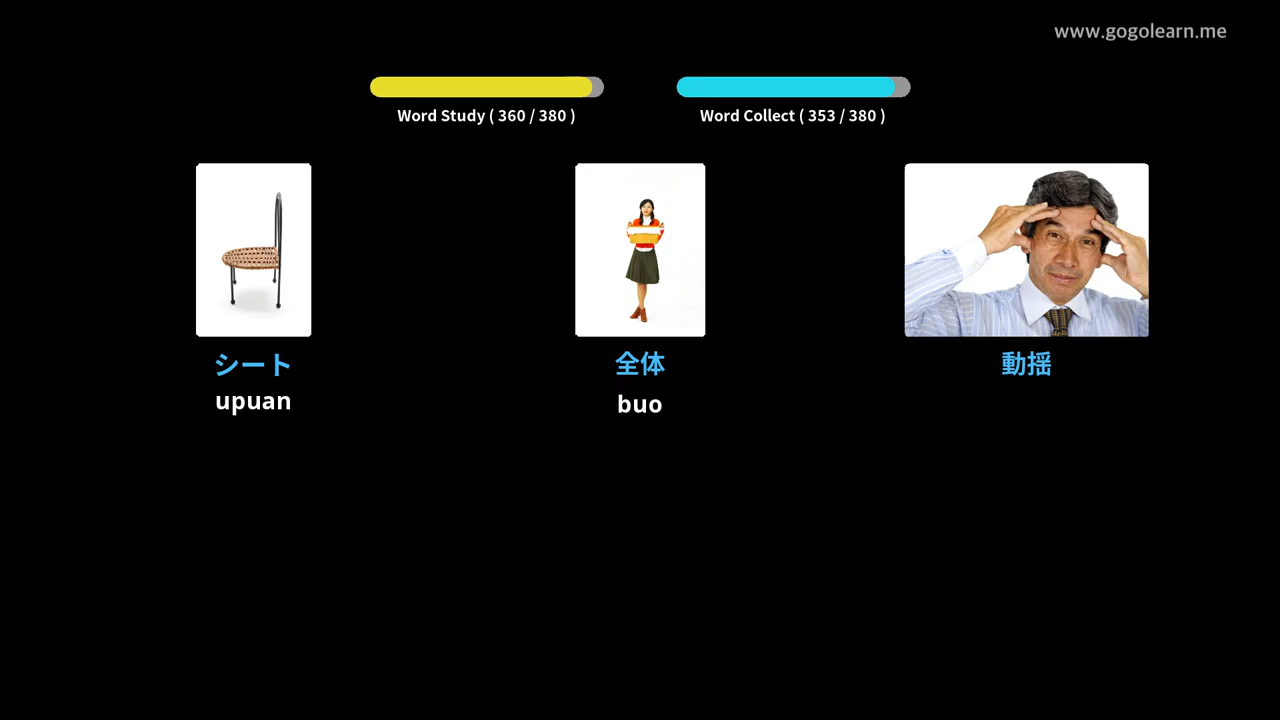 www.gogolearn.me
Word Study ( 360 / 380 )
Word Collect ( 353 / 380 )
シート
upuan
全体
buo
動揺